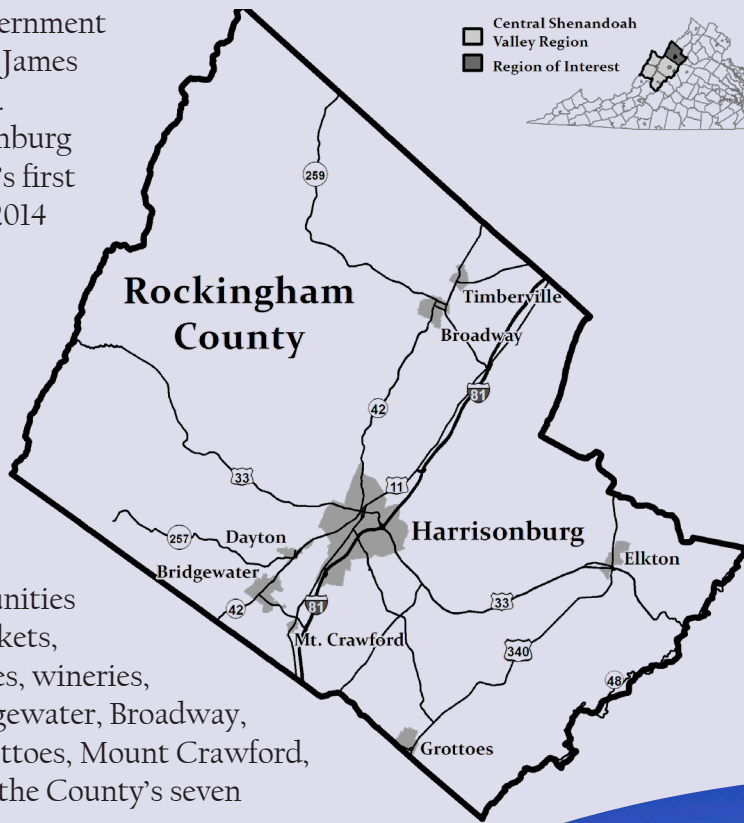 ernment
James
nburg
's first
2014
Central Shenandoah
Valley Region
Region of Interest
259
Rockingham
County
Timberville
Broadway
81
42
33
11
257
Dayton
Harrisonburg
Bridgewater
Elkton
42
81
33
Mt. Crawford
340
48
Grottoes
unities
kets,
es, wineries,
gewater, Broadway,
ttoes, Mount Crawford,
the County's seven